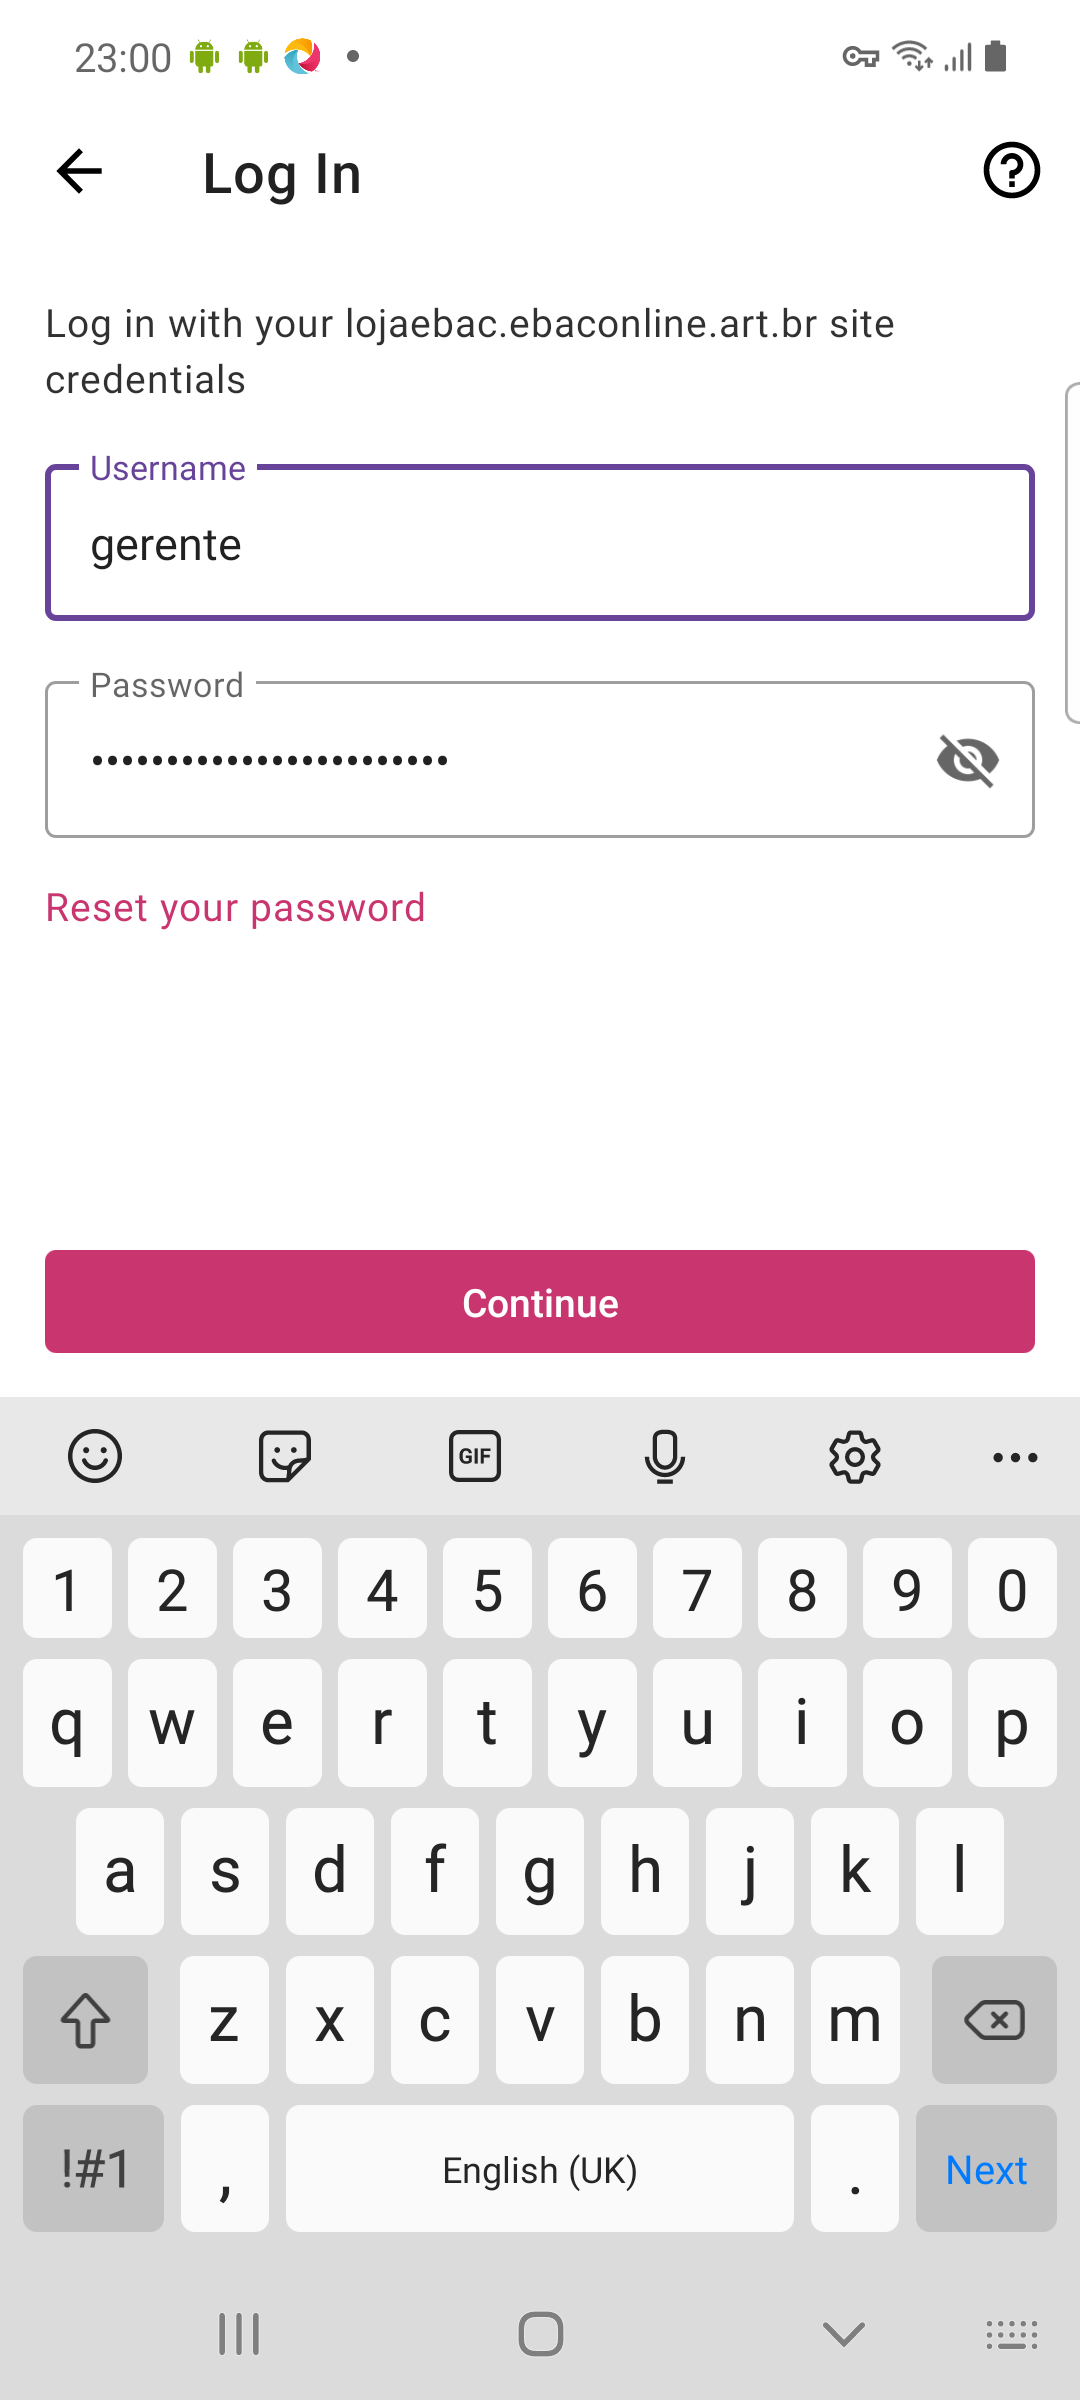 23:00
Log In
Log in with your lojaebac.ebaconline.art.br site
credentials
Username
gerente
Password
••••••••••••••••••••••••
Reset your password
Continue
GIF
1 2 3 4 5 6 7 8 9 0
q w e r t y u i o p
a s d f g h j k l
z x c v b n m
!#1 , English (UK) . Next